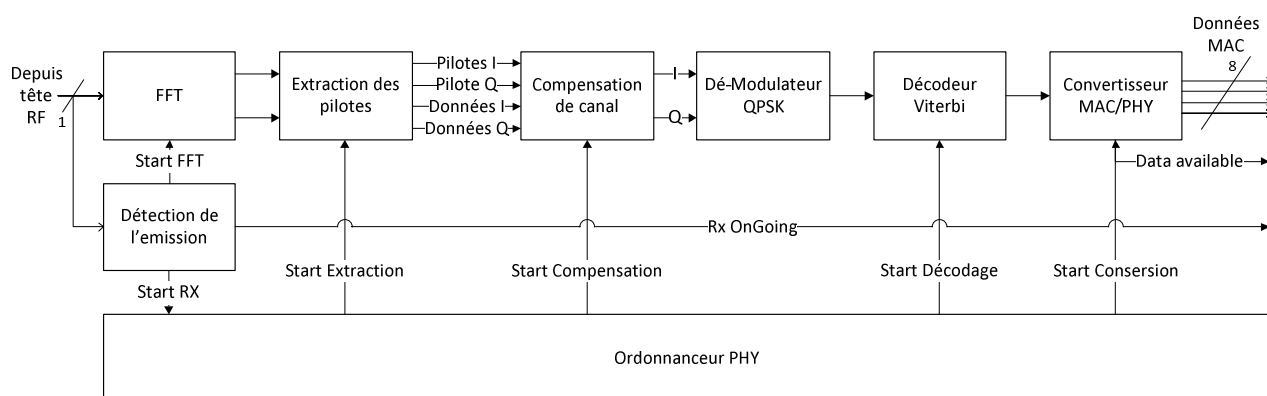 Données
MAC
8
Depuis
tête
RF
1
FFT
Extraction des
pilotes
Pilotes I
Pilote Q
Données I
Données Q
Compensation
de canal
I
Q
Dé-Modulateur
QPSK
Décodeur
Viterbi
Convertisseur
MAC/PHY
Start FFT
Data available
Détection de
l'emission
Rx OnGoing
Start Extraction
Start Compensation
Start Décodage
Start Consersion
Start RX
Ordonnanceur PHY